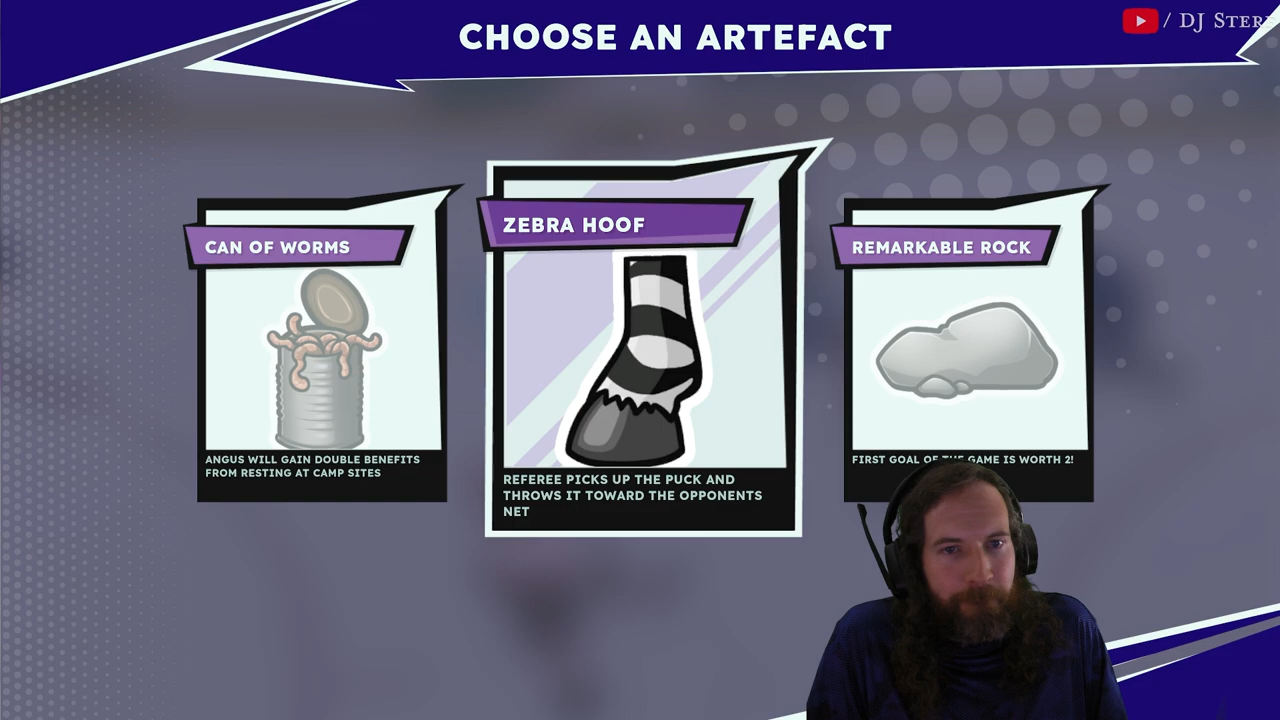 CHOOSE AN ARTEFACT
/ DJ
CAN OF WORMS
ANGUS WILL GAIN DOUBLE BENEFITS
FROM RESTING AT CAMP SITES
ZEBRA HOOF
REFEREE PICKS UP THE PUCK AND
THROWS IT TOWARD THE OPPONENTS
NET
REMARKABLE ROCK
FIRST GOAL OF THE GAME IS WORTH 2!